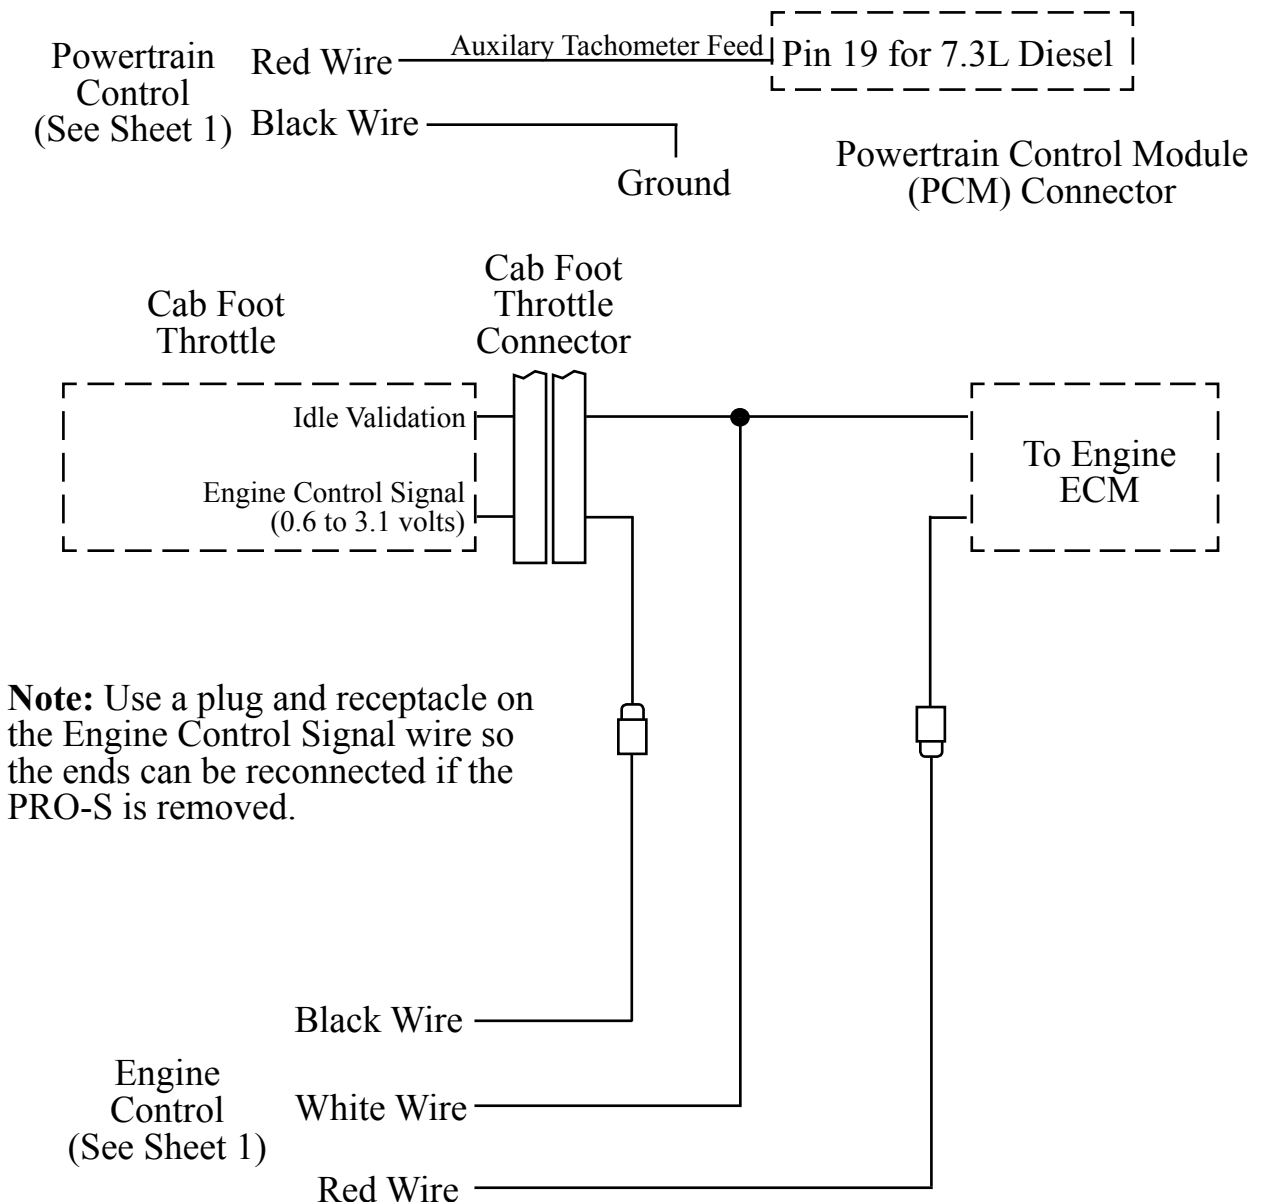 Powertrain
Control
(See Sheet 1)
Red Wire
Auxilary Tachometer Feed
Pin 19 for 7.3L Diesel
Black Wire
Ground
Powertrain Control Module
(PCM) Connector
Cab Foot
Throttle
Cab Foot
Throttle
Connector
Idle Validation
Engine Control Signal
(0.6 to 3.1 volts)
To Engine
ECM
Note: Use a plug and receptacle on
the Engine Control Signal wire so
the ends can be reconnected if the
PRO-S is removed.
Black Wire
Engine
Control
(See Sheet 1)
White Wire
Red Wire